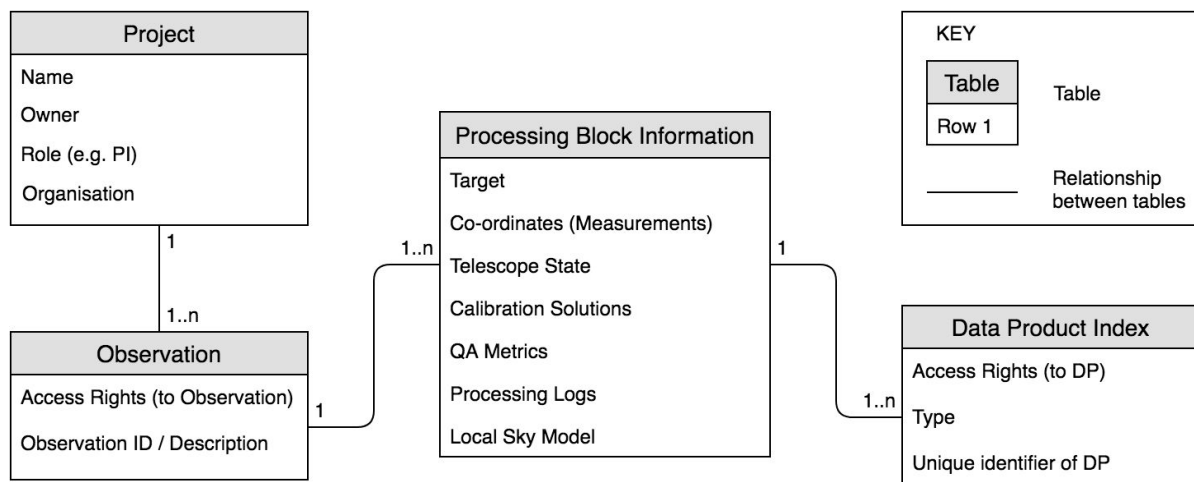 Project
Name
Owner
Role (e.g. PI)
Organisation
1
1..n
Observation
Access Rights (to Observation)
Observation ID / Description
1
1..n
Processing Block Information
Target
Co-ordinates (Measurements)
Telescope State
Calibration Solutions
QA Metrics
Processing Logs
Local Sky Model
1
1..n
Data Product Index
Access Rights (to DP)
Type
Unique identifier of DP
KEY
Table
Row 1
Table
Relationship
between tables